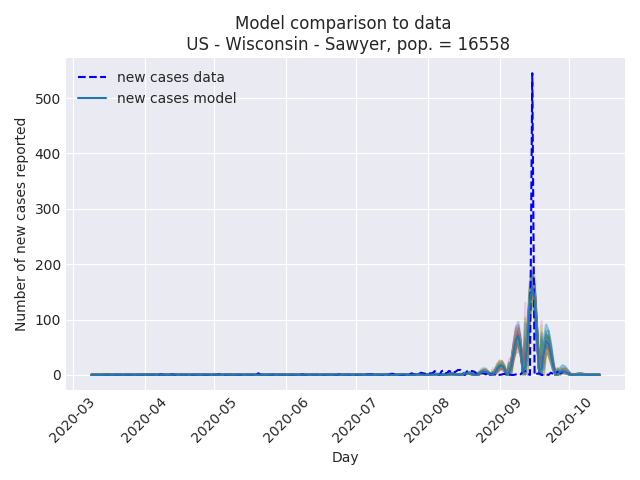 Model comparison to data
US - Wisconsin - Sawyer, pop. = 16558
new cases data
new cases model
Number of new cases reported
500
400
300
200
100
0
2020-03
2020-04
2020-05
2020-06
2020-07
2020-08
2020-09
2020-10
Day